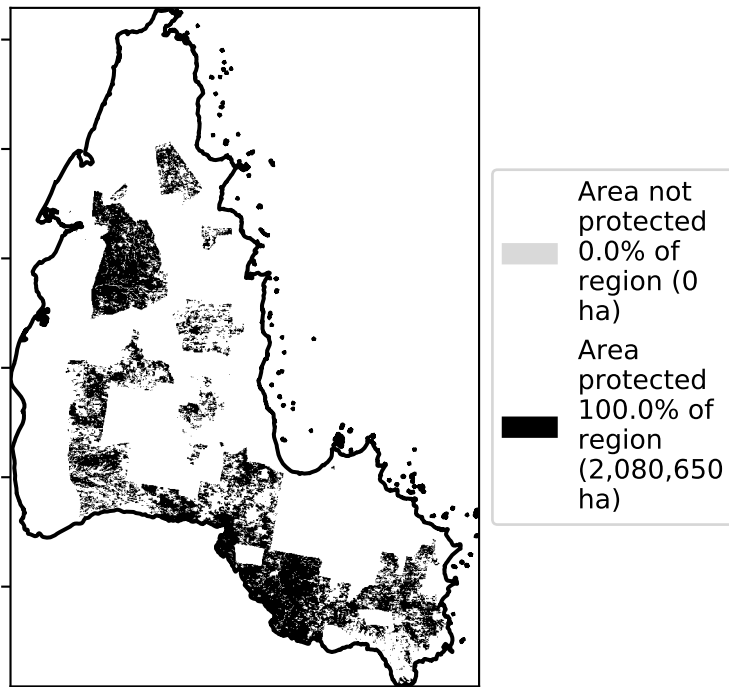 Area not
protected
0.0% of
region (0
ha)
Area
protected
100.0% of
region
(2,080,650
ha)